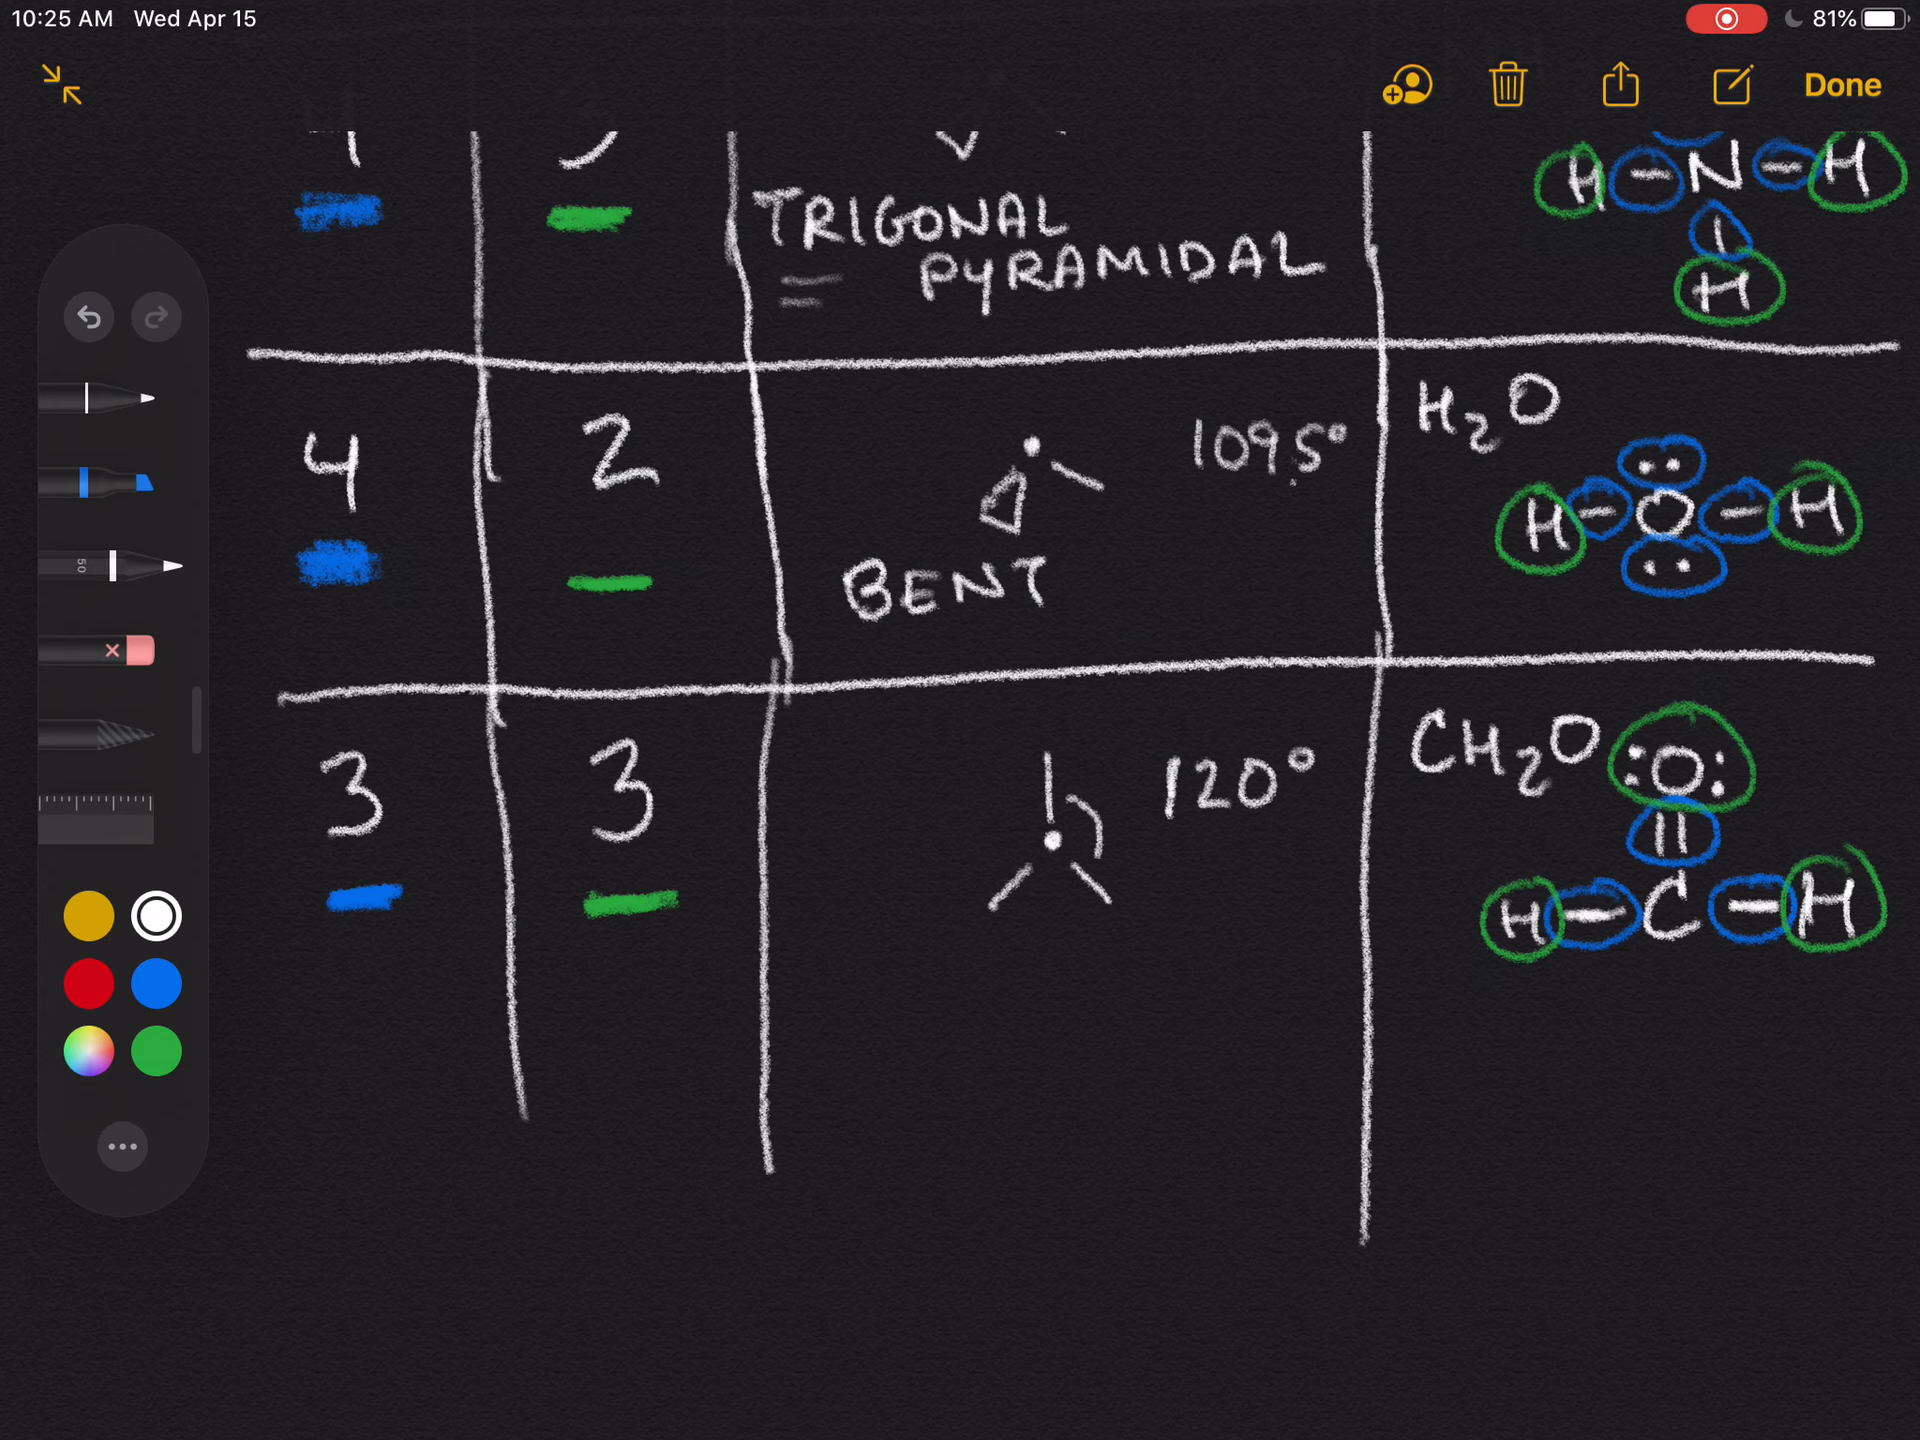 10:25 AM Wed Apr 15
81%
Done
TRIGONAL
PYRAMIDAL
H - N - H
|
H
50
4
2
109.5°
BENT
H₂O
H - O - H
3
3
120°
CH₂O
:O:
||
H - C - H